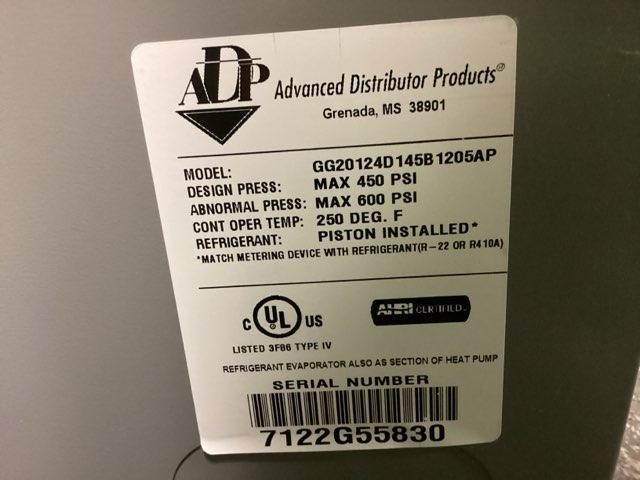 ADP Advanced Distributor Products®
Grenada, MS 38901
MODEL: GG20124D145B1205AP
DESIGN PRESS: MAX 450 PSI
ABNORMAL PRESS: MAX 600 PSI
CONT OPER TEMP: 250 DEG. F
REFRIGERANT: PISTON INSTALLED*
*MATCH METERING DEVICE WITH REFRIGERANT(R-22 OR R410A)
C UL US AHRI CERTIFIED
LISTED 3F86 TYPE IV
REFRIGERANT EVAPORATOR ALSO AS SECTION OF HEAT PUMP
SERIAL NUMBER
7122G55830